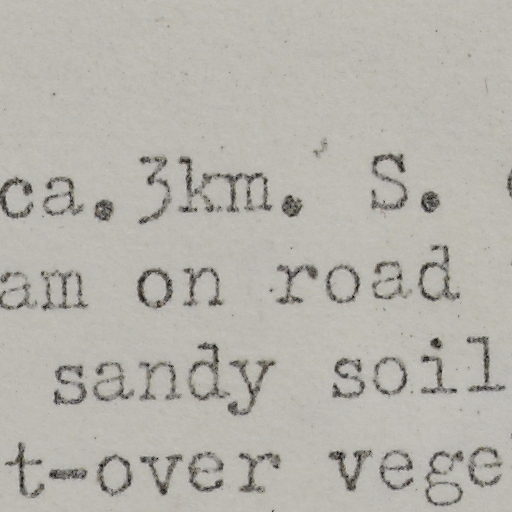 ca. 3km. S.
am on road
sandy soil
t-over vege